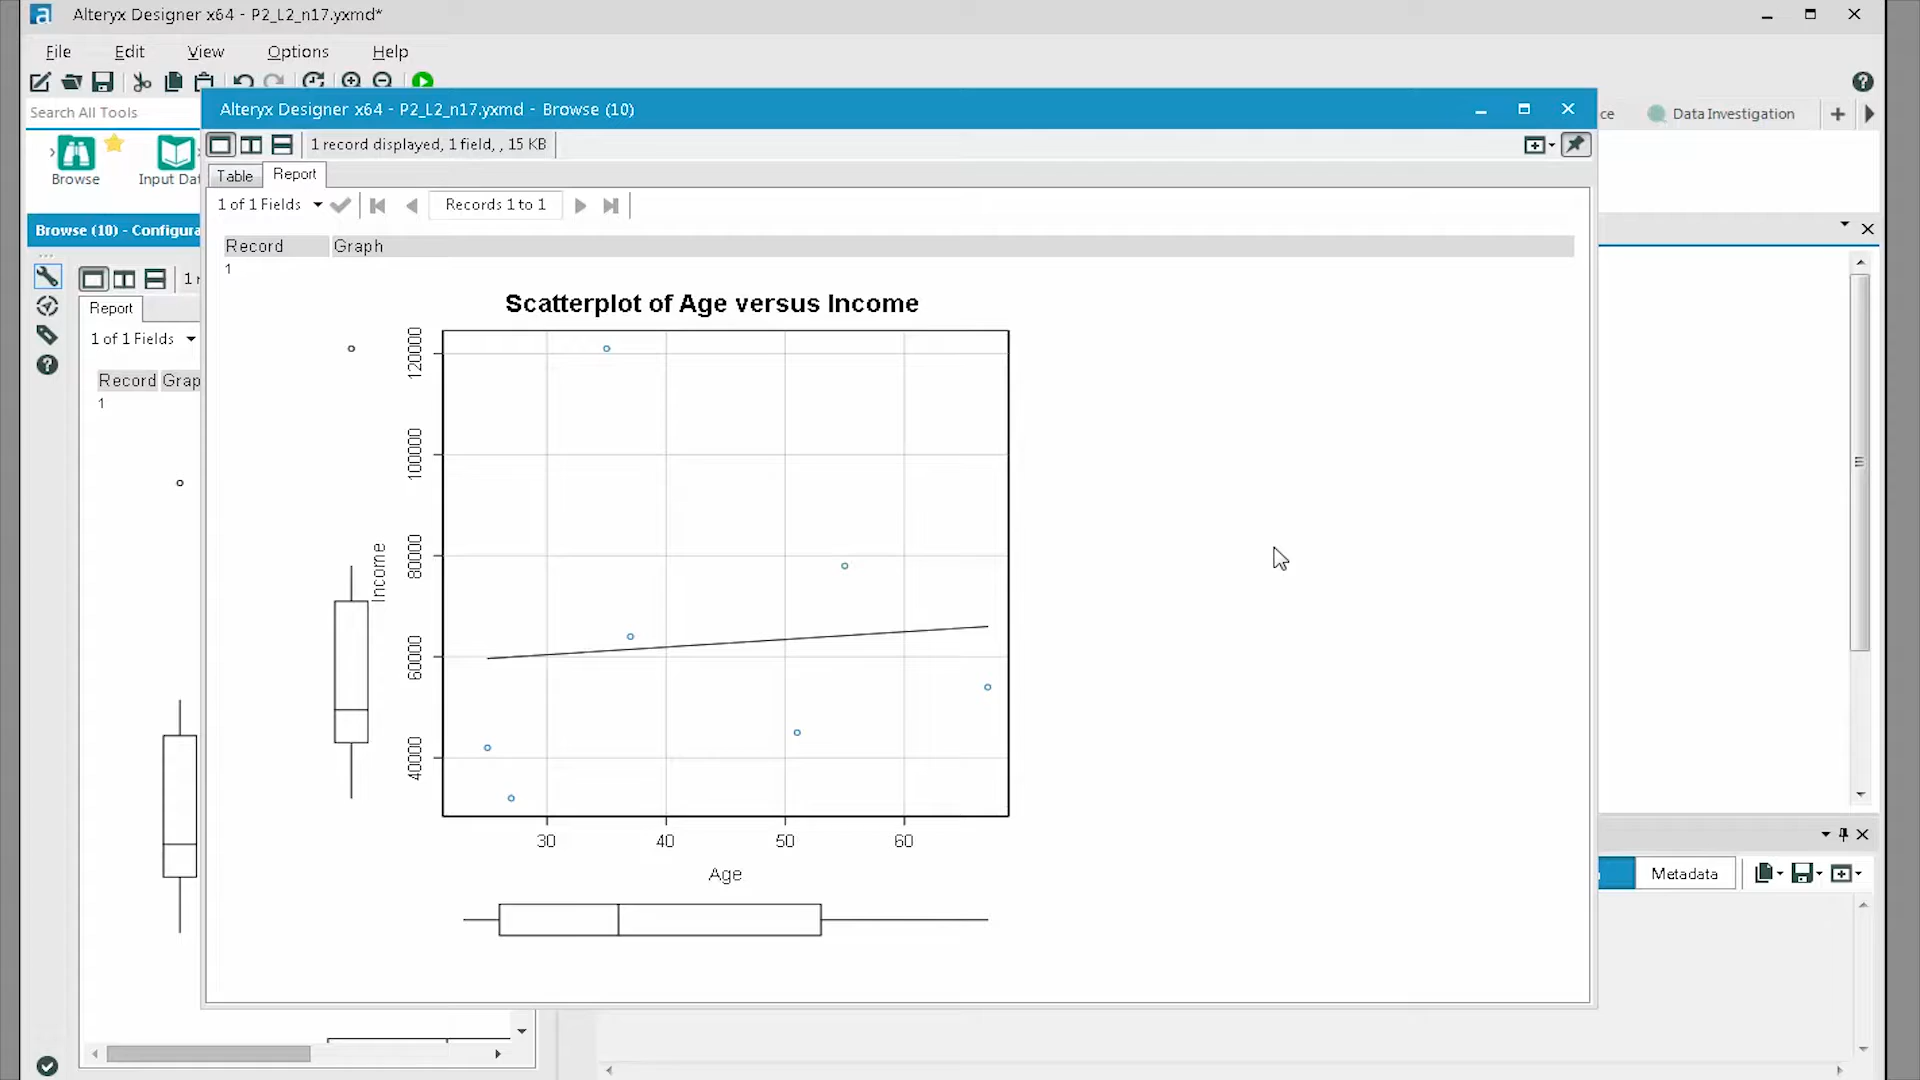 Alteryx Designer x64 - P2_L2_n17.yxmd*
File Edit View Options Help
Search All Tools
ce Data Investigation
Browse Input Dat
Alteryx Designer x64 - P2_L2_n17.yxmd - Browse (10)
1 record displayed, 1 field, , 15 KB
Table Report
1 of 1 Fields Records 1 to 1
Record Graph
1
Browse (10) - Configura
1 r
Report
1 of 1 Fields
Record Grap
1
Scatterplot of Age versus Income
120000
100000
80000
60000
40000
Income
30 40 50 60
Age
Metadata